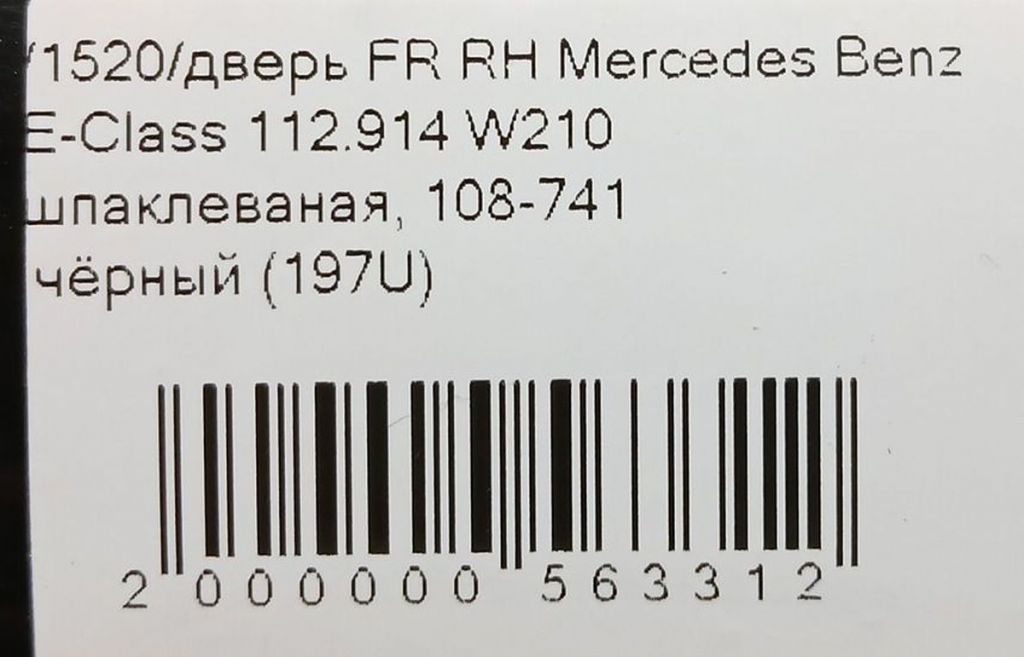 /1520/дверь FR RH Mercedes Benz
E-Class 112.914 W210
шпаклеваная, 108-741
чёрный (197U)
2 000000 563312